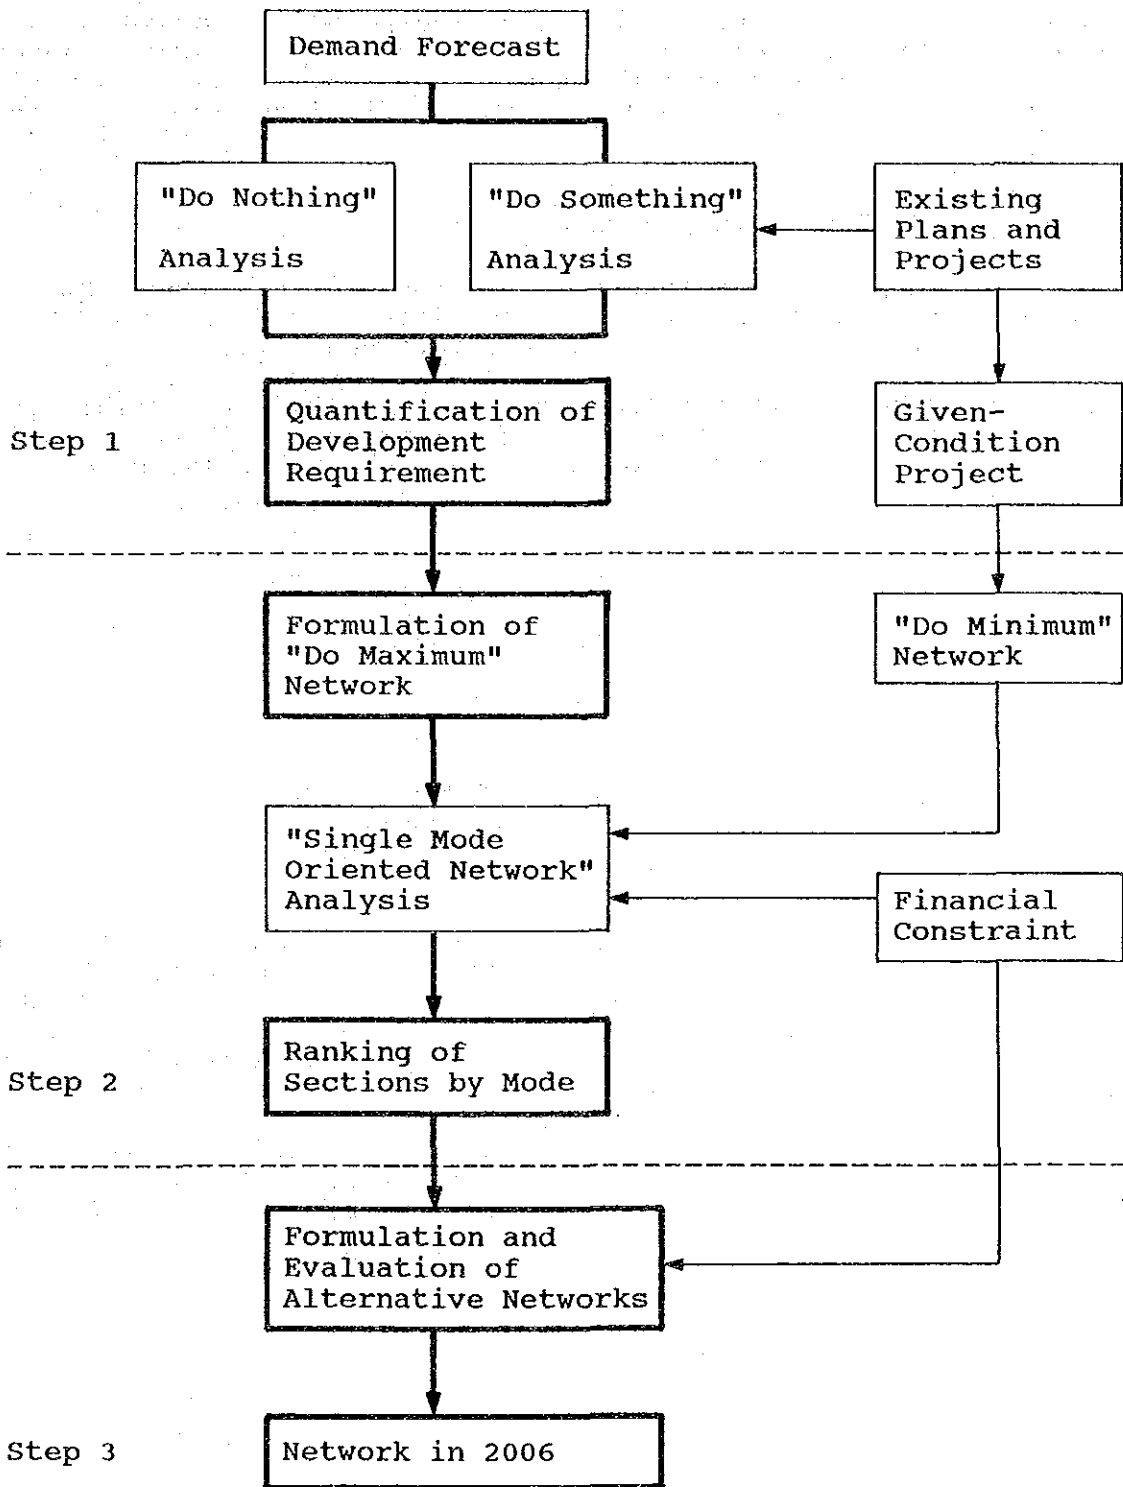 Demand Forecast
"Do Nothing"
Analysis
"Do Something"
Analysis
Existing
Plans and
Projects
Step 1
Quantification of
Development
Requirement
Given-
Condition
Project
Formulation of
"Do Maximum"
Network
"Do Minimum"
Network
"Single Mode
Oriented Network"
Analysis
Financial
Constraint
Step 2
Ranking of
Sections by Mode
Formulation and
Evaluation of
Alternative Networks
Step 3
Network in 2006